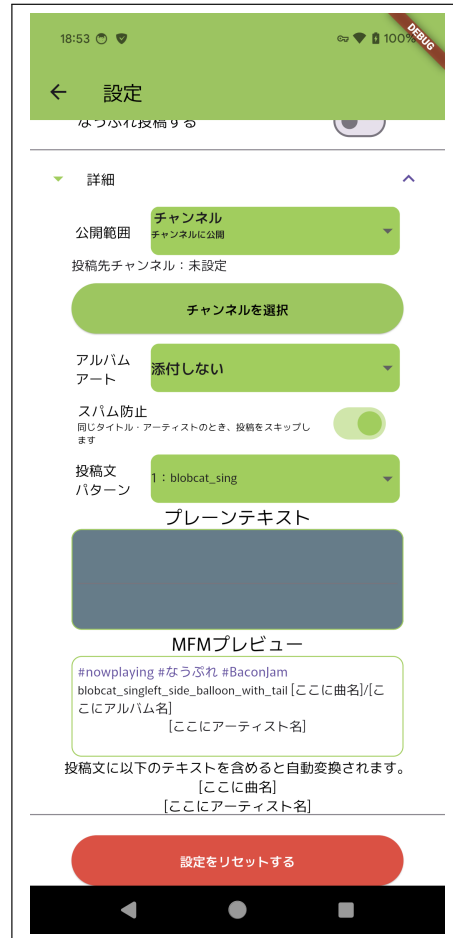 18:53
100%
DEBUG
設定
なうぷれ投稿する
詳細
公開範囲
チャンネル
チャンネルに公開
投稿先チャンネル：未設定
チャンネルを選択
アルバム
アート
添付しない
スパム防止
同じタイトル・アーティストのとき、投稿をスキップし
ます
投稿文
パターン
1：blobcat_sing
プレーンテキスト
MFMプレビュー
#nowplaying #なうぷれ #BaconJam
blobcat_singleft_side_balloon_with_tail [ここに曲名]/[こ
こにアルバム名]
[ここにアーティスト名]
投稿文に以下のテキストを含めると自動変換されます。
[ここに曲名]
[ここにアーティスト名]
設定をリセットする